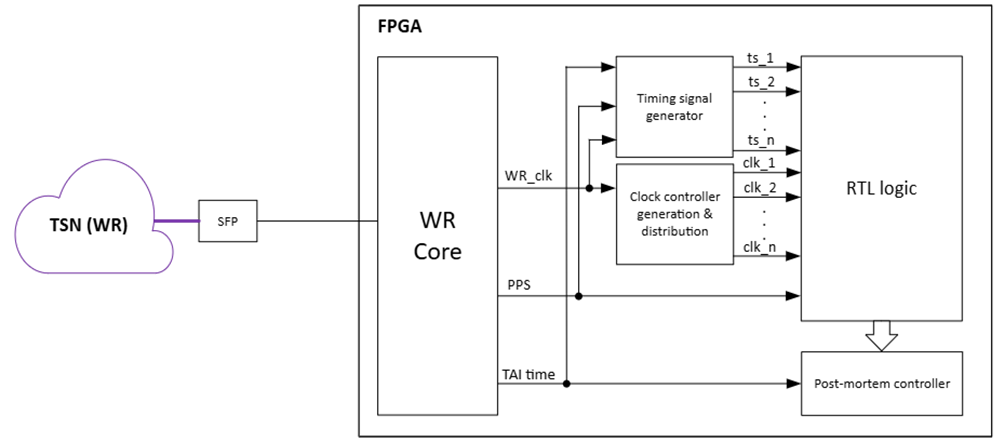 FPGA
TSN (WR)
SFP
WR
Core
WR_clk
PPS
TAI time
Timing signal
generator
Clock controller
generation &
distribution
ts_1
ts_2
.
.
.
ts_n
clk_1
clk_2
.
.
.
clk_n
RTL logic
Post-mortem controller